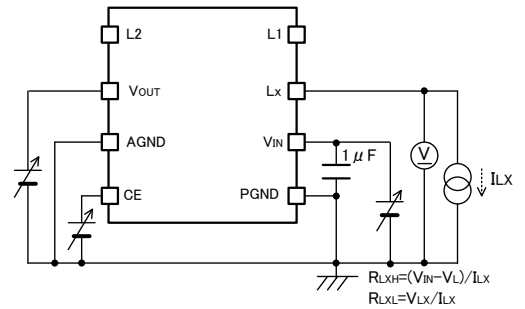 L2 L1
VOUT LX
AGND VIN
1μF
CE PGND
V
ILX
RLXH=(VIN-VL)/ILX
RLXL=VLX/ILX